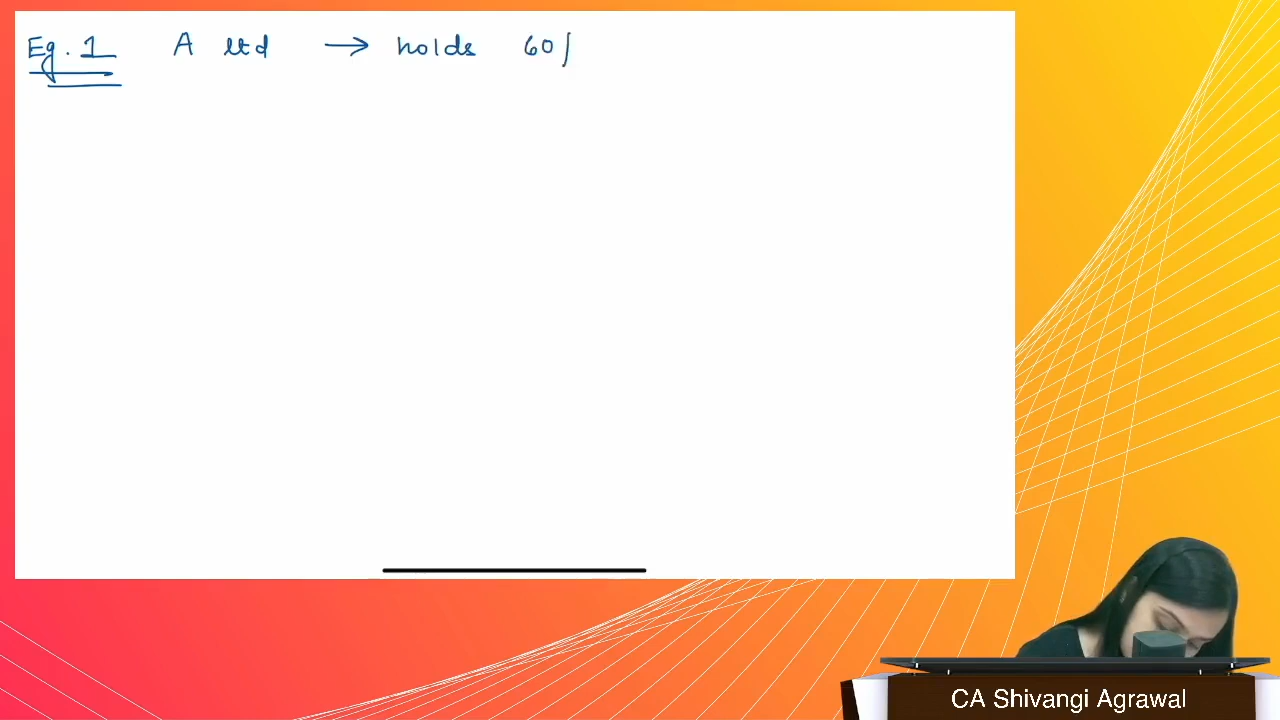 Eg. 1 A ltd → holds 60/
CA Shivangi Agrawal